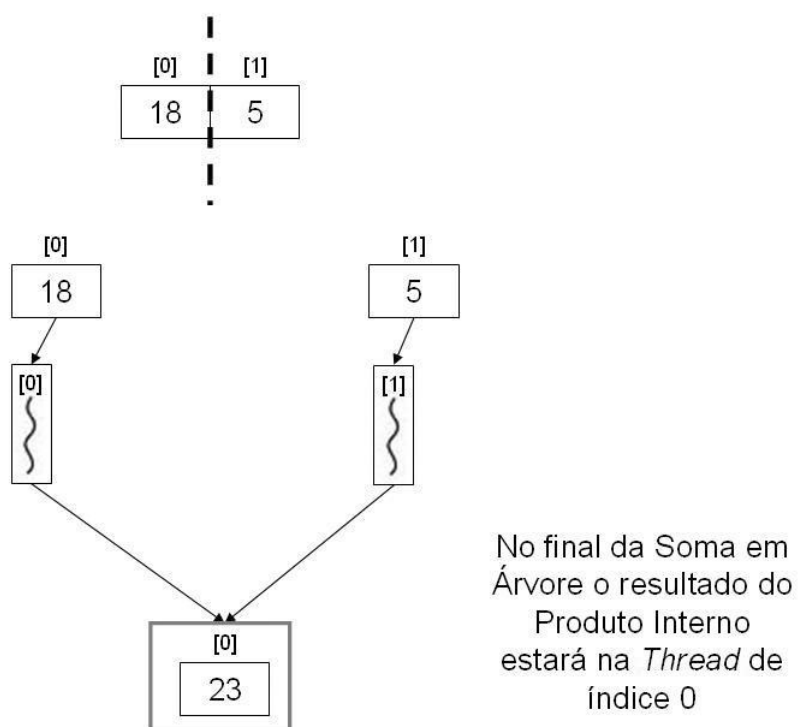 [0] [1]
18 5
[0] [1]
18 5
[0] [1]
[0]
23
No final da Soma em
Árvore o resultado do
Produto Interno
estará na Thread de
índice 0